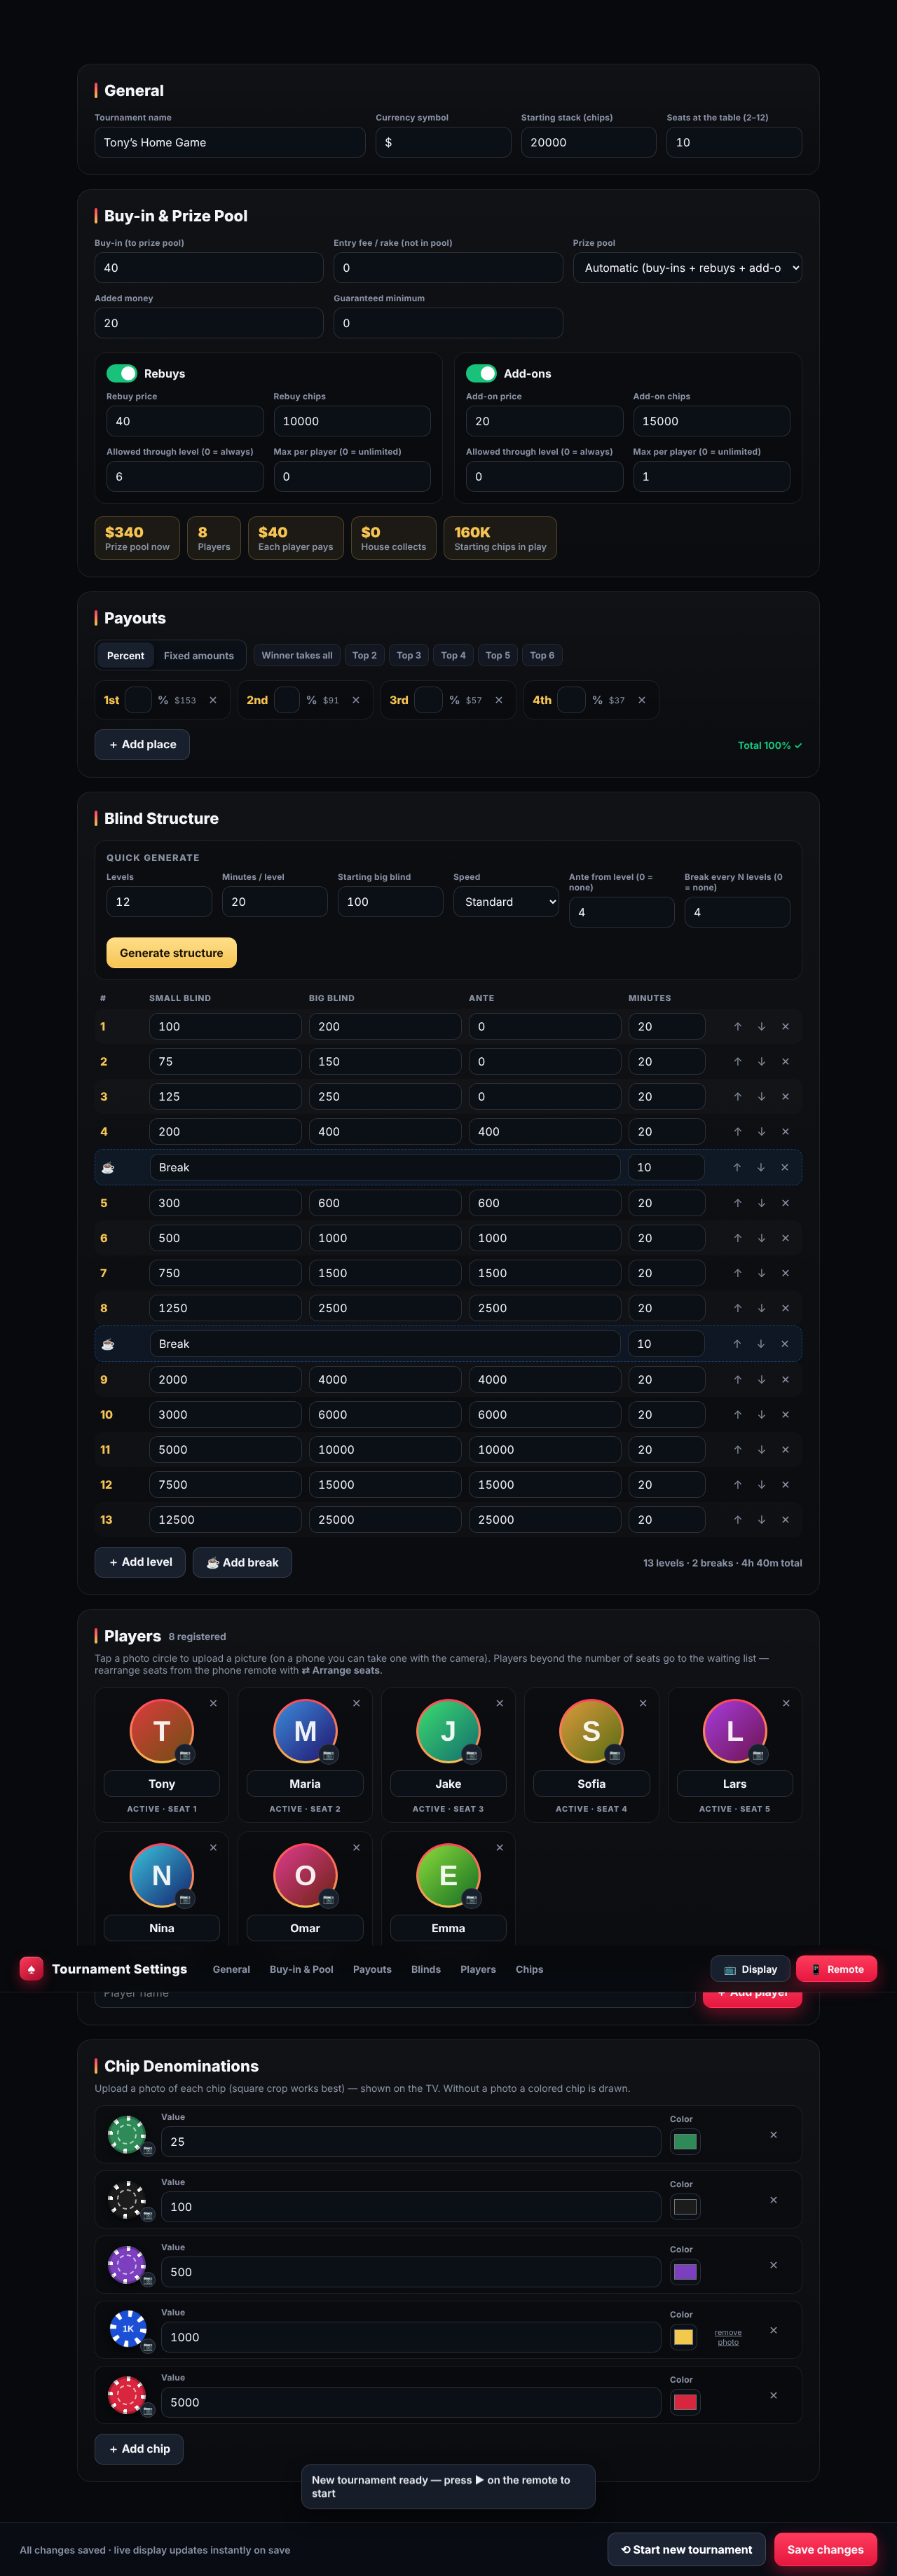 General
Tournament name Currency symbol Starting stack (chips) Seats at the table (2–12)
Tony’s Home Game $ 20000 10
Buy-in & Prize Pool
Buy-in (to prize pool) Entry fee / rake (not in pool) Prize pool
40 0 Automatic (buy-ins + rebuys + add-o
Added money Guaranteed minimum
20 0
Rebuys Add-ons
Rebuy price Rebuy chips Add-on price Add-on chips
40 10000 20 15000
Allowed through level (0 = always) Max per player (0 = unlimited) Allowed through level (0 = always) Max per player (0 = unlimited)
6 0 0 1
$340 8 $40 $0 160K
Prize pool now Players Each player pays House collects Starting chips in play
Payouts
Percent Fixed amounts Winner takes all Top 2 Top 3 Top 4 Top 5 Top 6
1st % $153 ✕ 2nd % $91 ✕ 3rd % $57 ✕ 4th % $37 ✕
+ Add place Total 100% ✓
Blind Structure
QUICK GENERATE
Levels Minutes / level Starting big blind Speed Ante from level (0 = none) Break every N levels (0 = none)
12 20 100 Standard 4 4
Generate structure
# SMALL BLIND BIG BLIND ANTE MINUTES
1 100 200 0 20 ↑ ↓ ✕
2 75 150 0 20 ↑ ↓ ✕
3 125 250 0 20 ↑ ↓ ✕
4 200 400 400 20 ↑ ↓ ✕
☕ Break 10 ↑ ↓ ✕
5 300 600 600 20 ↑ ↓ ✕
6 500 1000 1000 20 ↑ ↓ ✕
7 750 1500 1500 20 ↑ ↓ ✕
8 1250 2500 2500 20 ↑ ↓ ✕
☕ Break 10 ↑ ↓ ✕
9 2000 4000 4000 20 ↑ ↓ ✕
10 3000 6000 6000 20 ↑ ↓ ✕
11 5000 10000 10000 20 ↑ ↓ ✕
12 7500 15000 15000 20 ↑ ↓ ✕
13 12500 25000 25000 20 ↑ ↓ ✕
+ Add level ☕ Add break 13 levels · 2 breaks · 4h 40m total
Players 8 registered
Tap a photo circle to upload a picture (on a phone you can take one with the camera). Players beyond the number of seats go to the waiting list —
rearrange seats from the phone remote with ⇄ Arrange seats.
T M J S L
Tony Maria Jake Sofia Lars
ACTIVE · SEAT 1 ACTIVE · SEAT 2 ACTIVE · SEAT 3 ACTIVE · SEAT 4 ACTIVE · SEAT 5
N O E
Nina Omar Emma
♠ Tournament Settings General Buy-in & Pool Payouts Blinds Players Chips 📺 Display 📱 Remote
Player name + Add player
Chip Denominations
Upload a photo of each chip (square crop works best) — shown on the TV. Without a photo a colored chip is drawn.
Value Color
25 ✕
Value Color
100 ✕
Value Color
500 ✕
Value Color
1K 1000 remove photo ✕
Value Color
5000 ✕
+ Add chip
New tournament ready — press ▶ on the remote to
start
All changes saved · live display updates instantly on save ⟲ Start new tournament Save changes